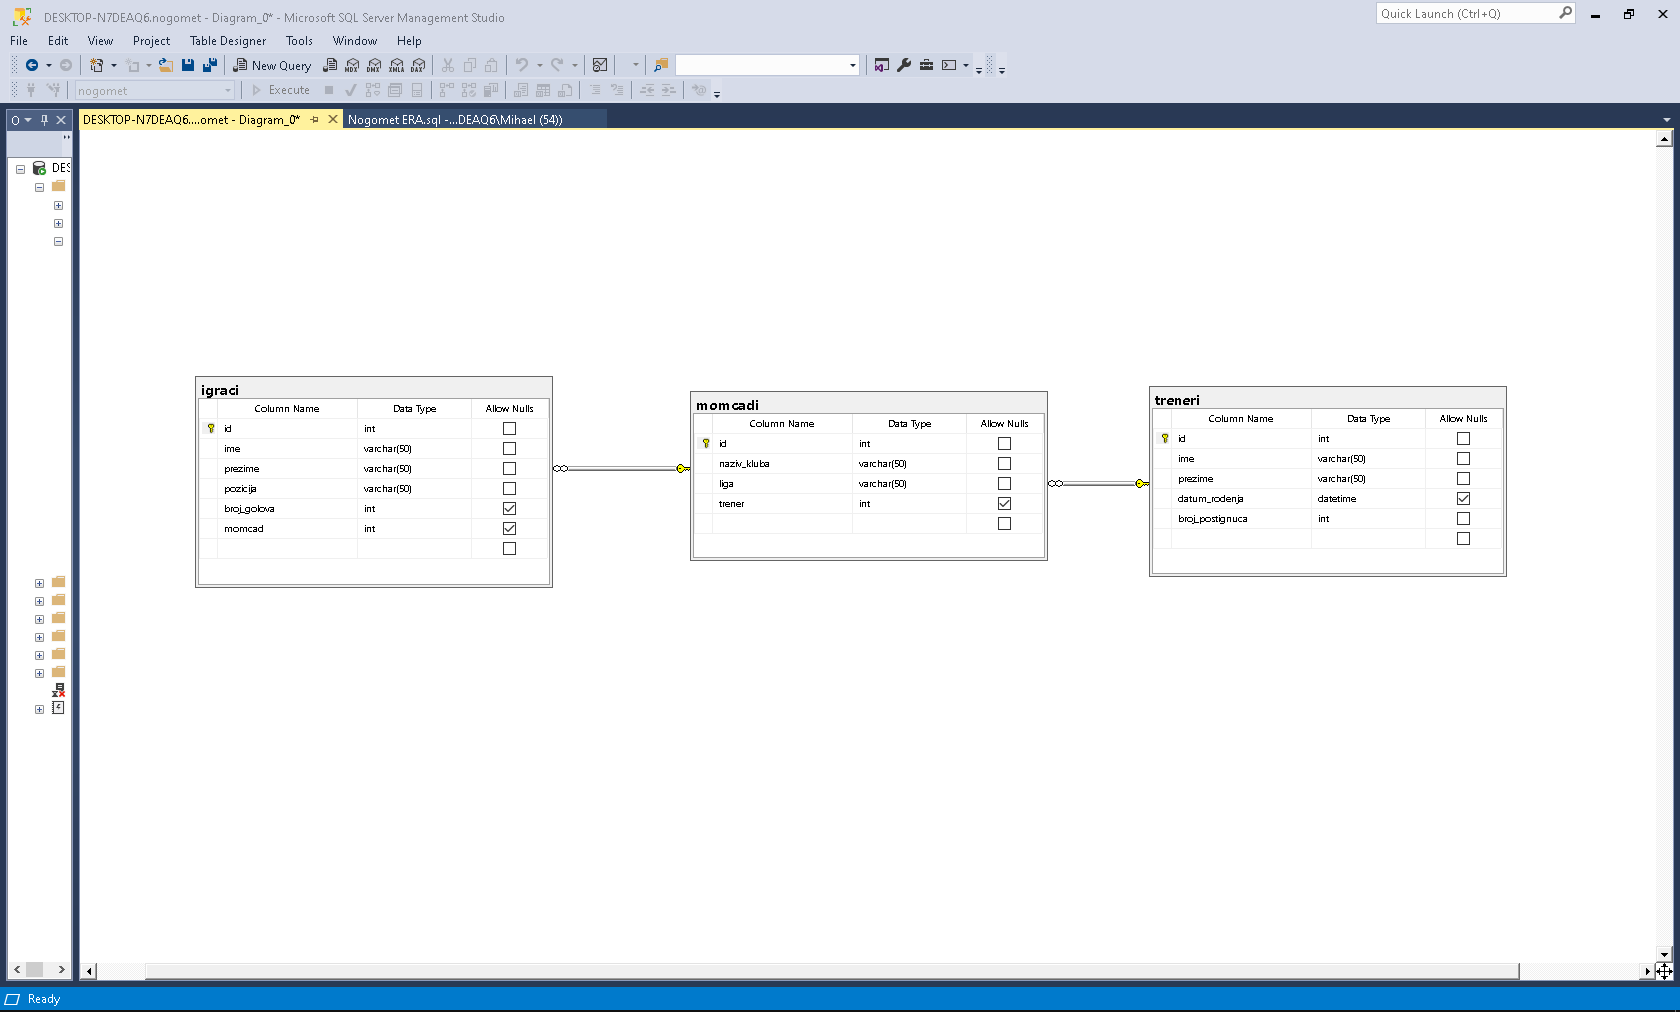 DESKTOP-N7DEAQ6.nogomet - Diagram_0* - Microsoft SQL Server Management Studio
Quick Launch (Ctrl+Q)
File Edit View Project Table Designer Tools Window Help
New Query MDX DMX XMLA DAX
nogomet Execute
O DESKTOP-N7DEAQ6....omet - Diagram_0* Nogomet ERA.sql -...DEAQ6\Mihael (54))
DES
igraci
Column Name Data Type Allow Nulls
id int
ime varchar(50)
prezime varchar(50)
pozicija varchar(50)
broj_golova int
momcad int
momcadi
Column Name Data Type Allow Nulls
id int
naziv_kluba varchar(50)
liga varchar(50)
trener int
treneri
Column Name Data Type Allow Nulls
id int
ime varchar(50)
prezime varchar(50)
datum_rodenja datetime
broj_postignuca int
Ready